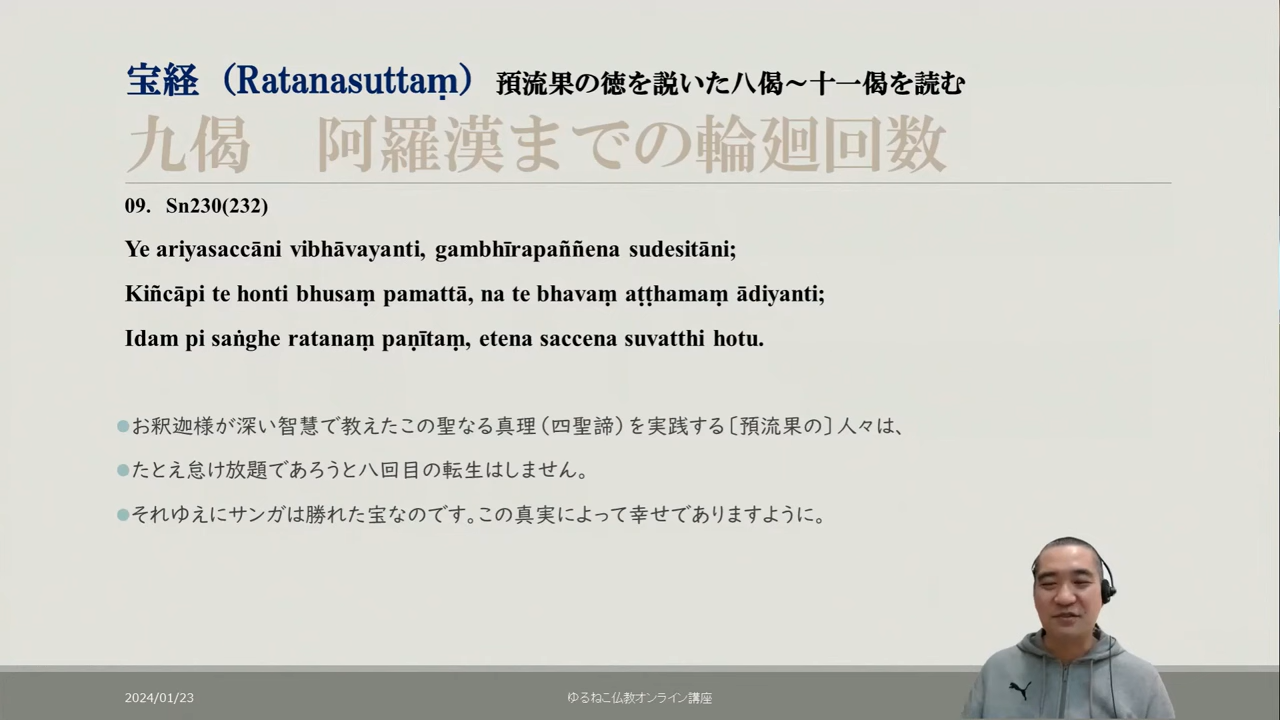 宝経（Ratanasuttaṃ）預流果の徳を説いた八偈～十一偈を読む
九偈　阿羅漢までの輪廻回数
09. Sn230(232)
Ye ariyasaccāni vibhāvayanti, gambhīrapaññena sudesitāni;
Kiñcāpi te honti bhusaṃ pamattā, na te bhavaṃ aṭṭhamaṃ ādiyanti;
Idam pi saṅghe ratanaṃ paṇītaṃ, etena saccena suvatthi hotu.
●お釈迦様が深い智慧で教えたこの聖なる真理（四聖諦）を実践する〔預流果の〕人々は、
●たとえ怠け放題であろうと八回目の転生はしません。
●それゆえにサンガは勝れた宝なのです。この真実によって幸せでありますように。
2024/01/23
ゆるねこ仏教オンライン講座